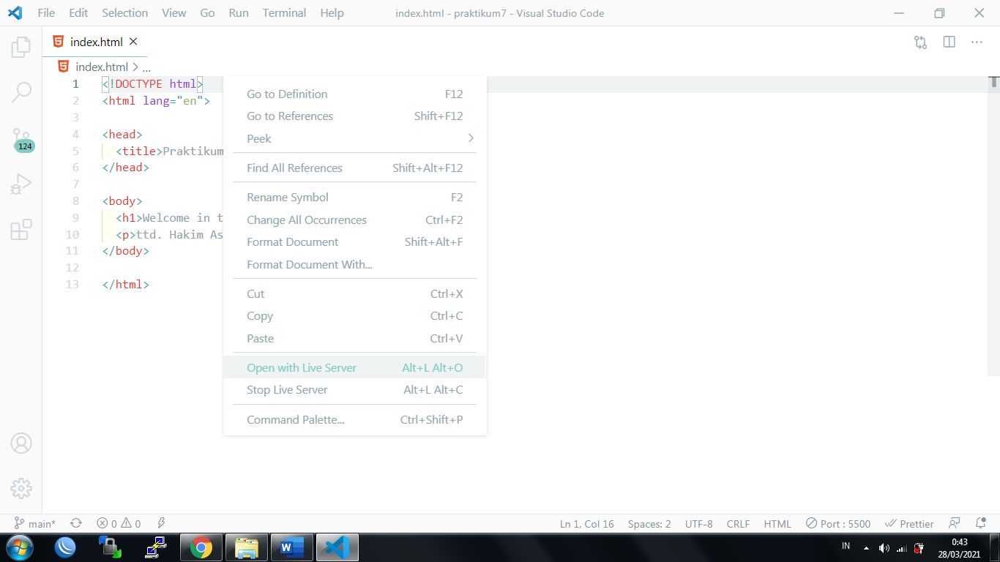 File Edit Selection View Go Run Terminal Help index.html - praktikum7 - Visual Studio Code
index.html
index.html > ...
124
1 <!DOCTYPE html>
2 <html lang="en">
3
4 <head>
5 <title>Praktikum
6 </head>
7
8 <body>
9 <h1>Welcome in t
10 <p>ttd. Hakim As
11 </body>
12
13 </html>
Go to Definition F12
Go to References Shift+F12
Peek
Find All References Shift+Alt+F12
Rename Symbol F2
Change All Occurrences Ctrl+F2
Format Document Shift+Alt+F
Format Document With...
Cut Ctrl+X
Copy Ctrl+C
Paste Ctrl+V
Open with Live Server Alt+L Alt+O
Stop Live Server Alt+L Alt+C
Command Palette... Ctrl+Shift+P
main* 0 0 Ln 1, Col 16 Spaces: 2 UTF-8 CRLF HTML Port : 5500 Prettier
W IN 0:43
28/03/2021